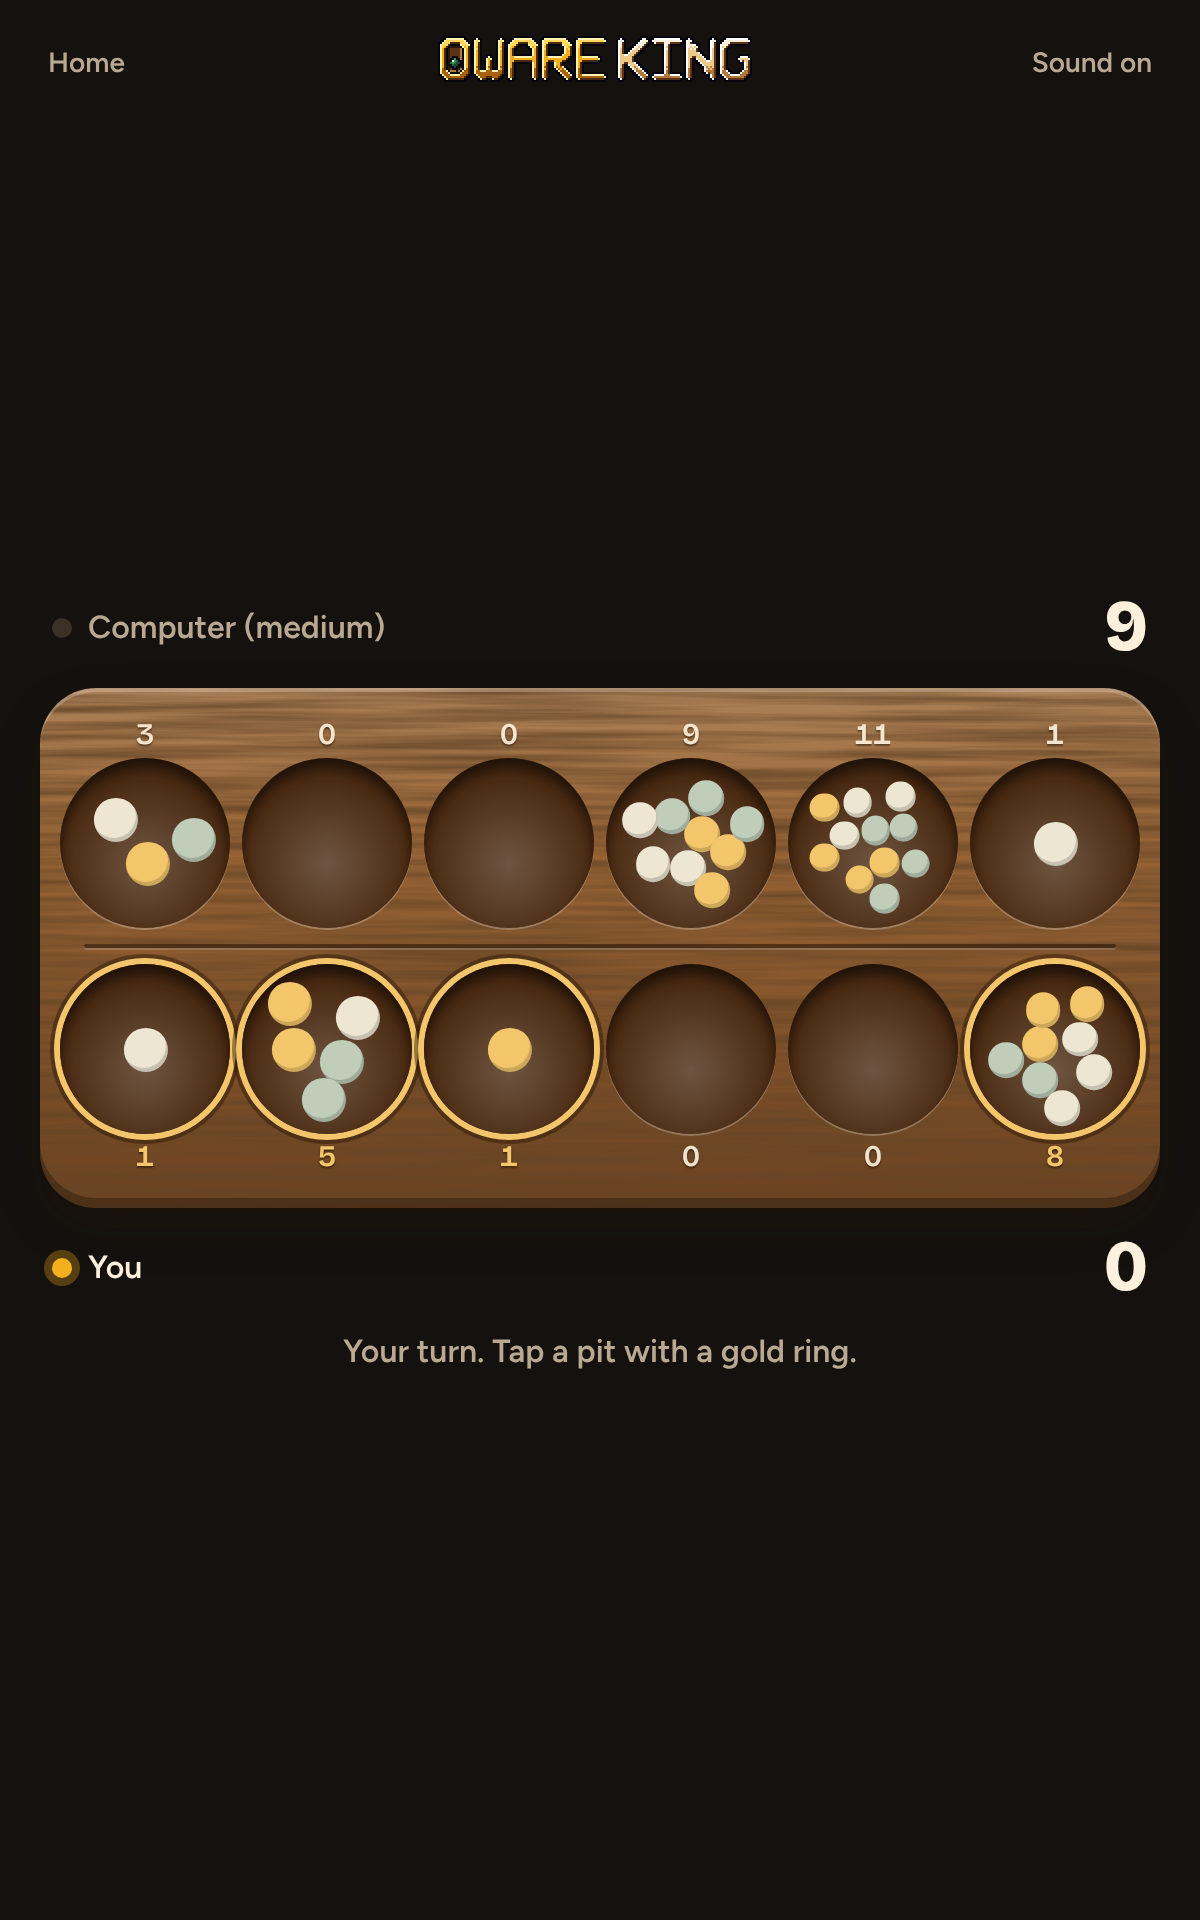 Home
OWARE KING
Sound on
Computer (medium)
9
3 0 0 9 11 1
1 5 1 0 0 8
You
0
Your turn. Tap a pit with a gold ring.